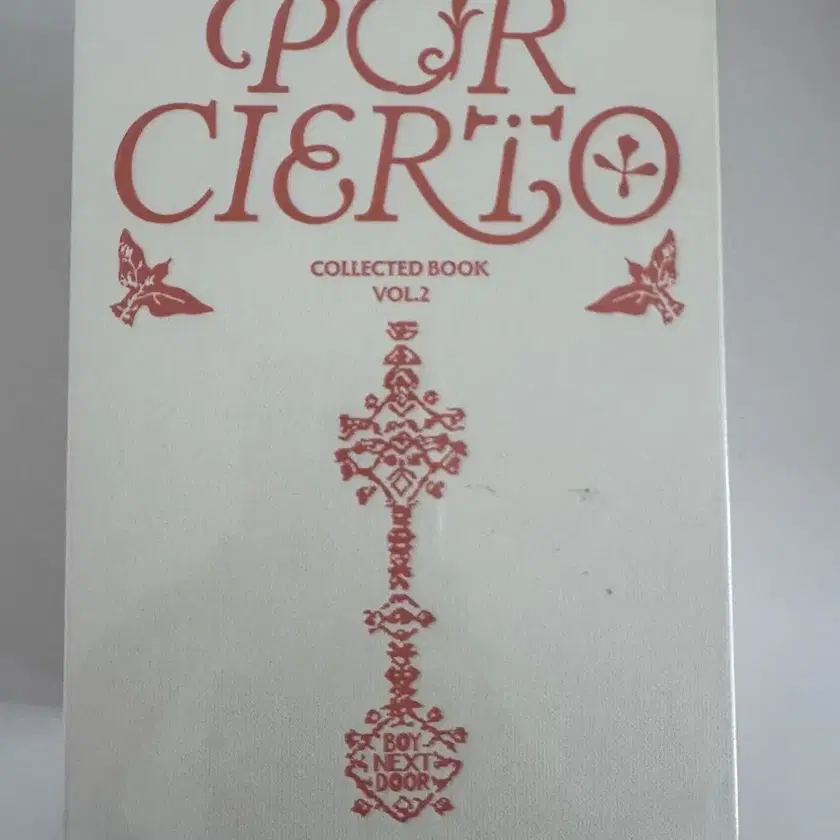 POR
CIERTO
COLLECTED BOOK
VOL.2
BOY-
NEXT
DOOR